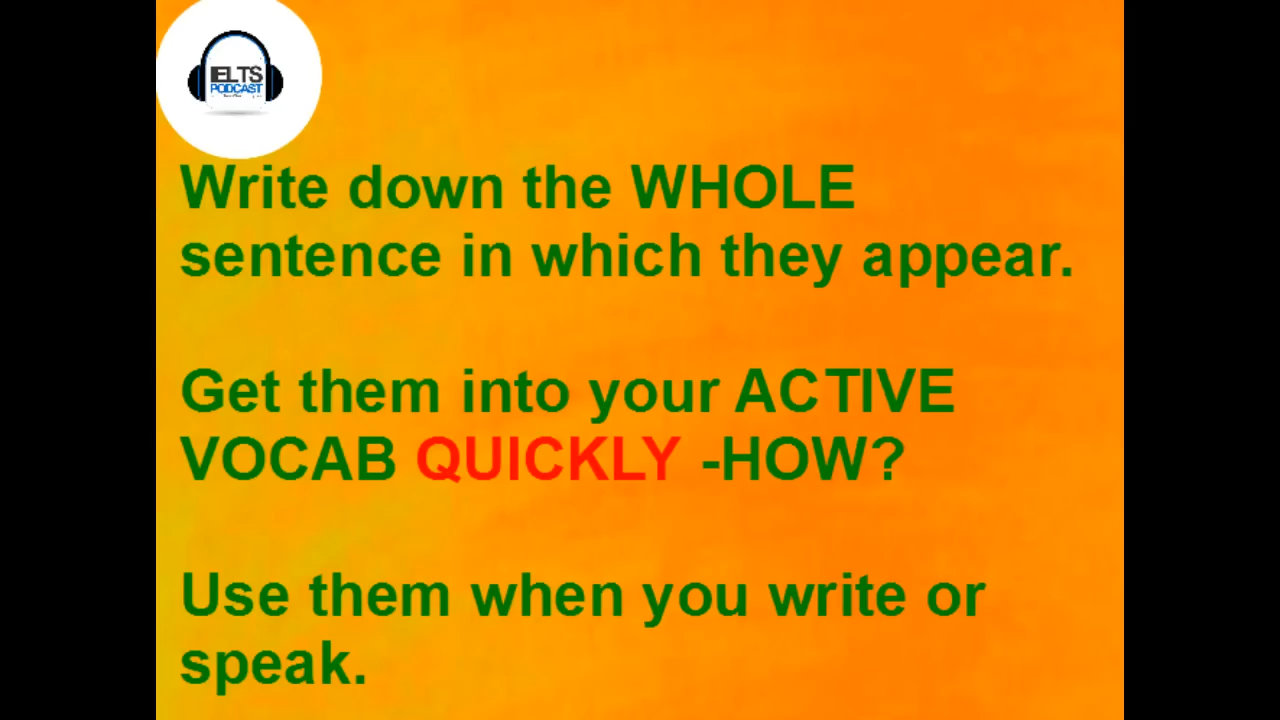 IELTS
PODCAST
Write down the WHOLE
sentence in which they appear.
Get them into your ACTIVE
VOCAB QUICKLY -HOW?
Use them when you write or
speak.